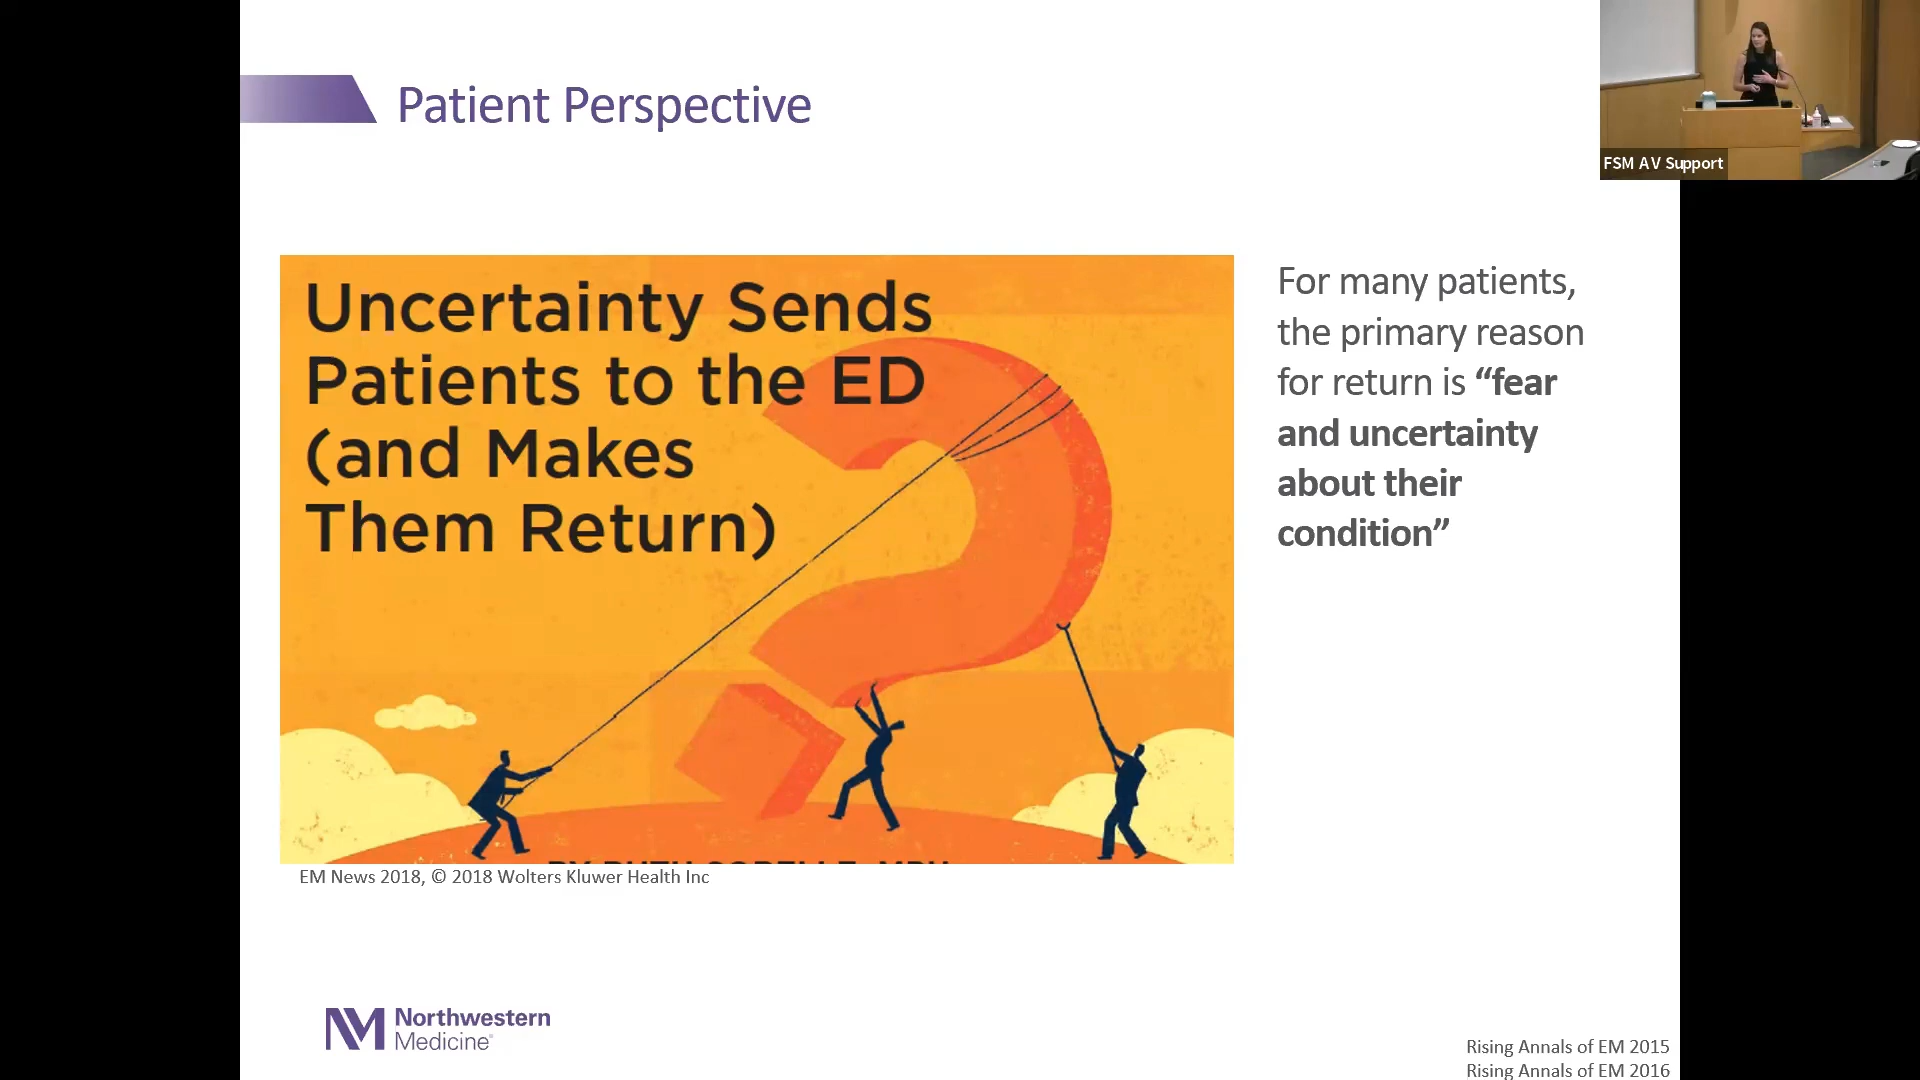 Patient Perspective
FSM AV Support
Uncertainty Sends
Patients to the ED
(and Makes
Them Return)
For many patients,
the primary reason
for return is “fear
and uncertainty
about their
condition”
EM News 2018, © 2018 Wolters Kluwer Health Inc
NM Northwestern
Medicine®
Rising Annals of EM 2015
Rising Annals of EM 2016